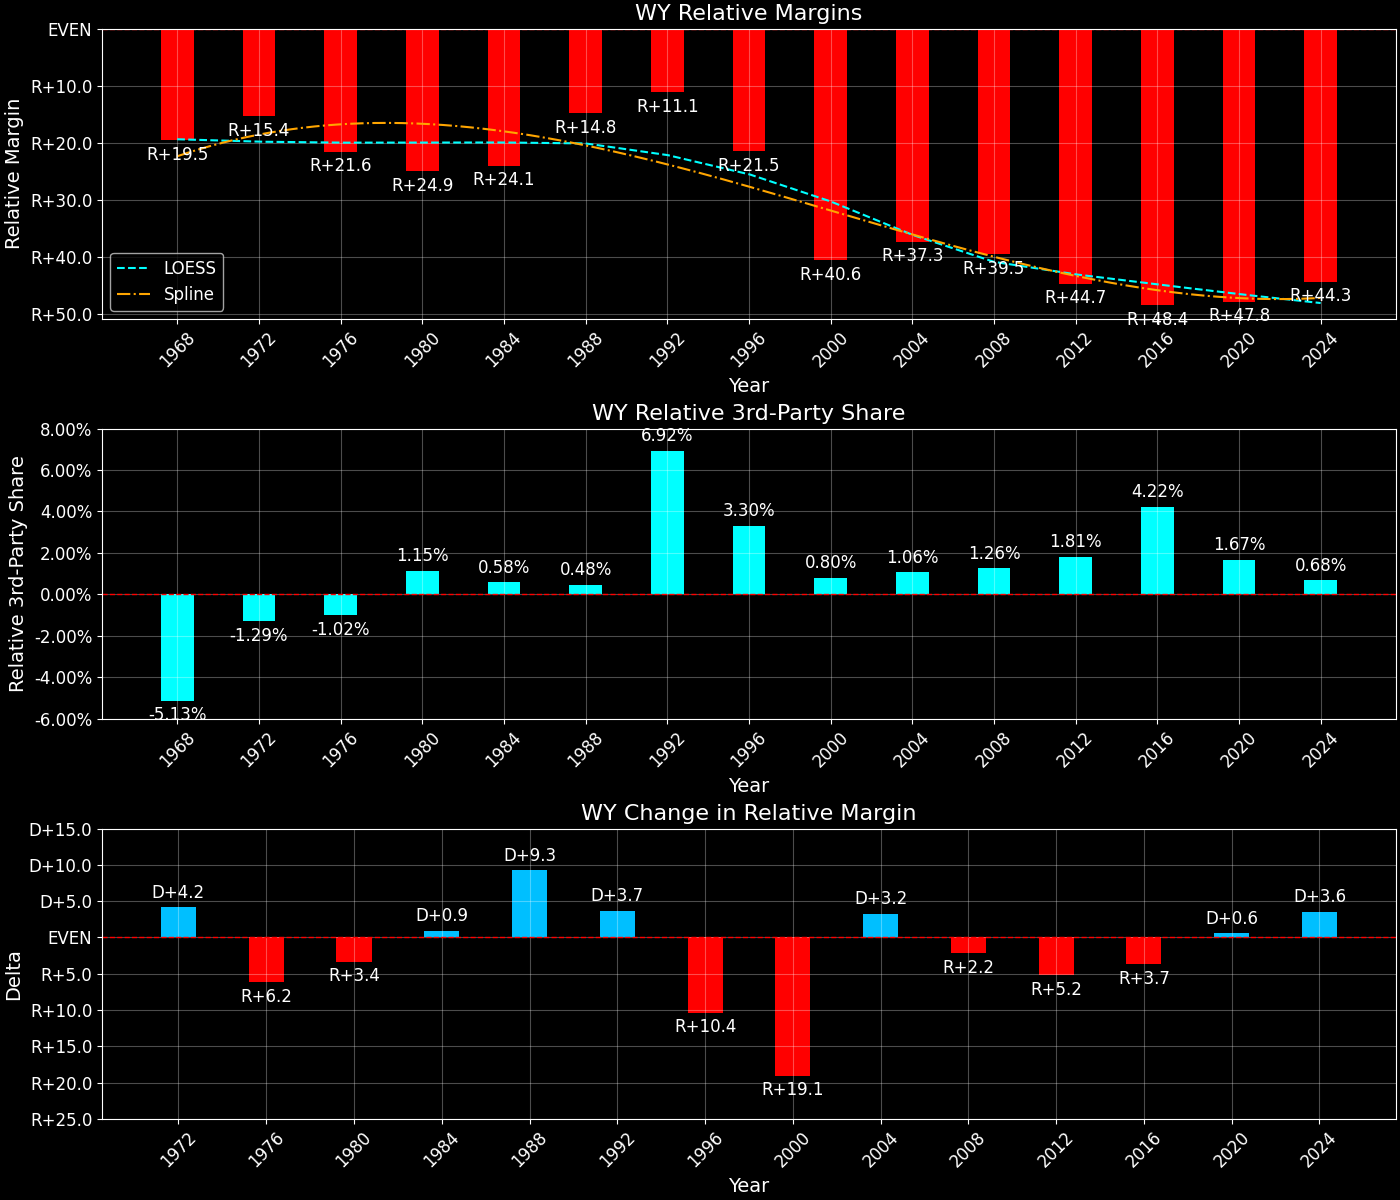 WY Relative Margins
Relative Margin
EVEN
R+10.0
R+20.0
R+30.0
R+40.0
R+50.0
R+19.5
R+15.4
R+21.6
R+24.9
R+24.1
R+14.8
R+11.1
R+21.5
R+40.6
R+37.3
R+39.5
R+44.7
R+48.4
R+47.8
R+44.3
LOESS
Spline
1968
1972
1976
1980
1984
1988
1992
1996
2000
2004
2008
2012
2016
2020
2024
Year
WY Relative 3rd-Party Share
Relative 3rd-Party Share
8.00%
6.00%
4.00%
2.00%
0.00%
-2.00%
-4.00%
-6.00%
-5.13%
-1.29%
-1.02%
1.15%
0.58%
0.48%
6.92%
3.30%
0.80%
1.06%
1.26%
1.81%
4.22%
1.67%
0.68%
1968
1972
1976
1980
1984
1988
1992
1996
2000
2004
2008
2012
2016
2020
2024
Year
WY Change in Relative Margin
Delta
D+15.0
D+10.0
D+5.0
EVEN
R+5.0
R+10.0
R+15.0
R+20.0
R+25.0
D+4.2
R+6.2
R+3.4
D+0.9
D+9.3
D+3.7
R+10.4
R+19.1
D+3.2
R+2.2
R+5.2
R+3.7
D+0.6
D+3.6
1972
1976
1980
1984
1988
1992
1996
2000
2004
2008
2012
2016
2020
2024
Year